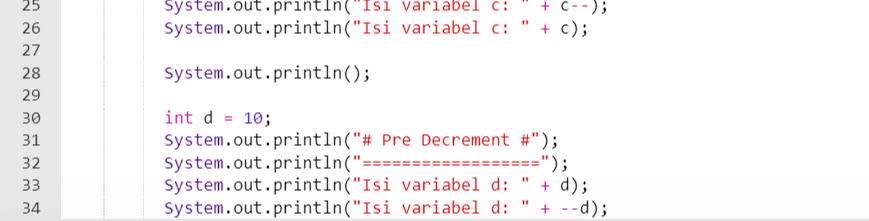 25 System.out.println("Isi variabel c: " + c--);
26 System.out.println("Isi variabel c: " + c);
27
28 System.out.println();
29
30 int d = 10;
31 System.out.println("# Pre Decrement #");
32 System.out.println("==================");
33 System.out.println("Isi variabel d: " + d);
34 System.out.println("Isi variabel d: " + --d);